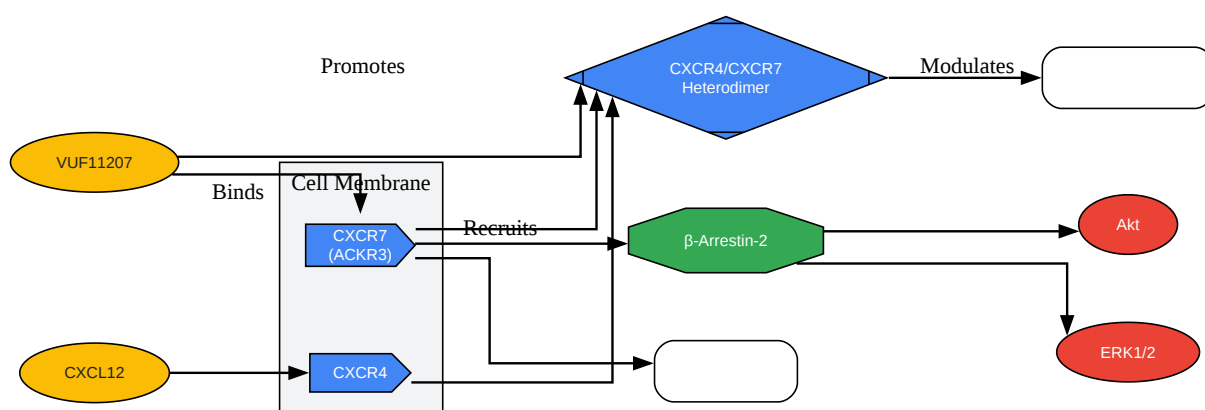 Promotes
CXCR4/CXCR7
Heterodimer
Modulates
VUF11207
Binds
Cell Membrane
CXCR7
(ACKR3)
Recruits
β-Arrestin-2
Akt
ERK1/2
CXCL12
CXCR4